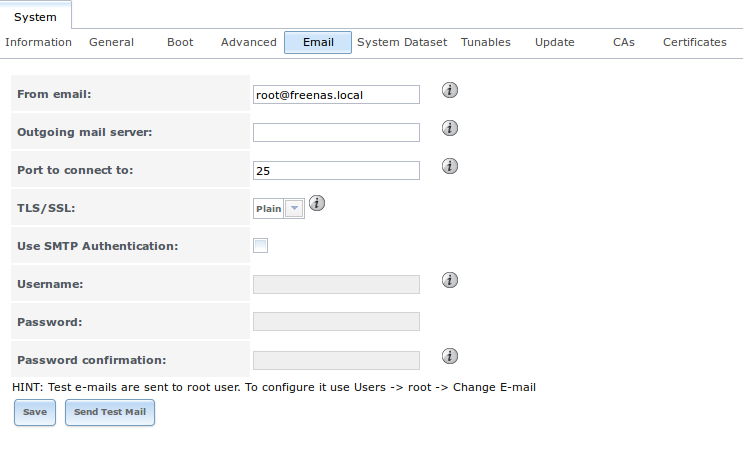 System
Information General Boot Advanced Email System Dataset Tunables Update CAs Certificates
From email: root@freenas.local
Outgoing mail server:
Port to connect to: 25
TLS/SSL: Plain
Use SMTP Authentication:
Username:
Password:
Password confirmation:
HINT: Test e-mails are sent to root user. To configure it use Users -> root -> Change E-mail
Save Send Test Mail